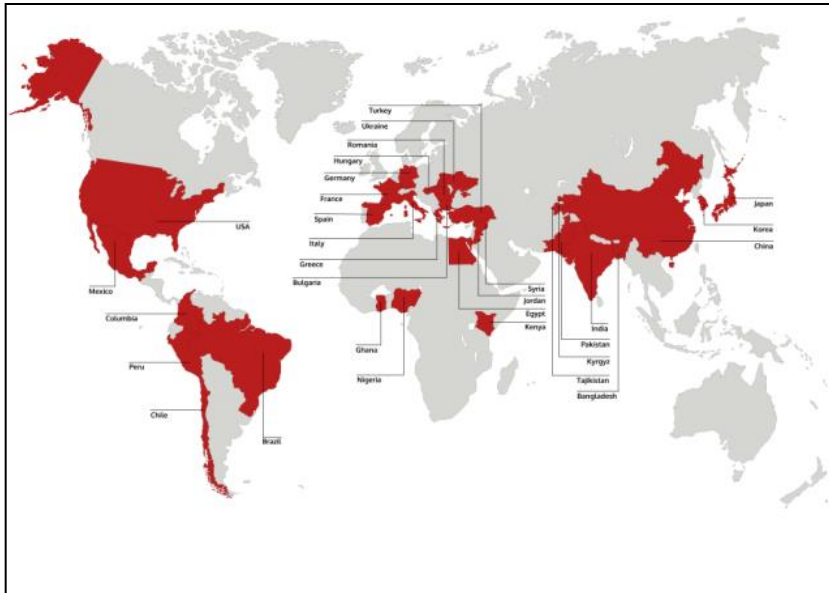 Turkey
Ukraine
Romania
Hungary
Germany
France
Spain
Italy
Greece
Bulgaria
USA
Mexico
Columbia
Peru
Chile
Brazil
Ghana
Nigeria
Syria
Jordan
Egypt
Kenya
Japan
Korea
China
India
Pakistan
Kyrgyz
Tajikistan
Bangladesh